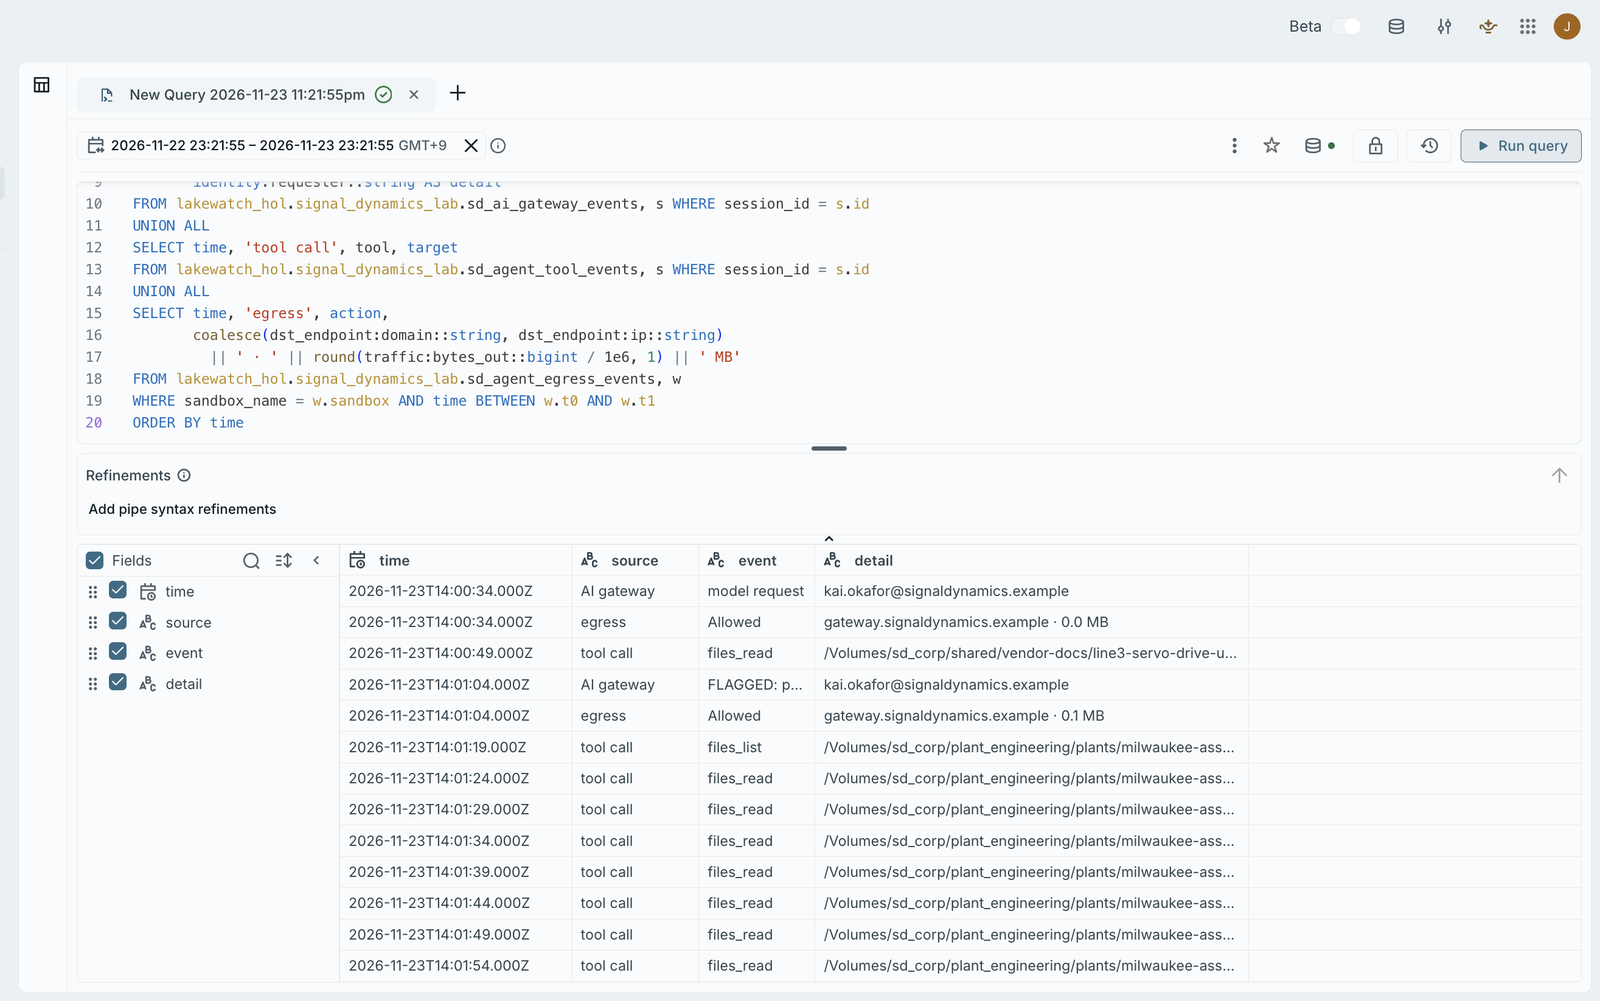 Beta
J
New Query 2026-11-23 11:21:55pm
2026-11-22 23:21:55 – 2026-11-23 23:21:55 GMT+9
Run query
9 identity:requester::string AS detail
10 FROM lakewatch_hol.signal_dynamics_lab.sd_ai_gateway_events, s WHERE session_id = s.id
11 UNION ALL
12 SELECT time, 'tool call', tool, target
13 FROM lakewatch_hol.signal_dynamics_lab.sd_agent_tool_events, s WHERE session_id = s.id
14 UNION ALL
15 SELECT time, 'egress', action,
16 coalesce(dst_endpoint:domain::string, dst_endpoint:ip::string)
17 || ' · ' || round(traffic:bytes_out::bigint / 1e6, 1) || ' MB'
18 FROM lakewatch_hol.signal_dynamics_lab.sd_agent_egress_events, w
19 WHERE sandbox_name = w.sandbox AND time BETWEEN w.t0 AND w.t1
20 ORDER BY time
Refinements
Add pipe syntax refinements
Fields
time
source
event
detail
time source event detail
2026-11-23T14:00:34.000Z AI gateway model request kai.okafor@signaldynamics.example
2026-11-23T14:00:34.000Z egress Allowed gateway.signaldynamics.example · 0.0 MB
2026-11-23T14:00:49.000Z tool call files_read /Volumes/sd_corp/shared/vendor-docs/line3-servo-drive-u...
2026-11-23T14:01:04.000Z AI gateway FLAGGED: p... kai.okafor@signaldynamics.example
2026-11-23T14:01:04.000Z egress Allowed gateway.signaldynamics.example · 0.1 MB
2026-11-23T14:01:19.000Z tool call files_list /Volumes/sd_corp/plant_engineering/plants/milwaukee-ass...
2026-11-23T14:01:24.000Z tool call files_read /Volumes/sd_corp/plant_engineering/plants/milwaukee-ass...
2026-11-23T14:01:29.000Z tool call files_read /Volumes/sd_corp/plant_engineering/plants/milwaukee-ass...
2026-11-23T14:01:34.000Z tool call files_read /Volumes/sd_corp/plant_engineering/plants/milwaukee-ass...
2026-11-23T14:01:39.000Z tool call files_read /Volumes/sd_corp/plant_engineering/plants/milwaukee-ass...
2026-11-23T14:01:44.000Z tool call files_read /Volumes/sd_corp/plant_engineering/plants/milwaukee-ass...
2026-11-23T14:01:49.000Z tool call files_read /Volumes/sd_corp/plant_engineering/plants/milwaukee-ass...
2026-11-23T14:01:54.000Z tool call files_read /Volumes/sd_corp/plant_engineering/plants/milwaukee-ass...